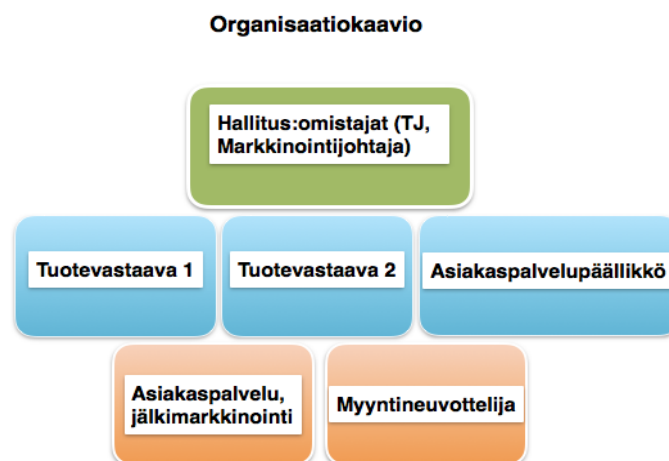 Organisaatiokaavio
Hallitus:omistajat (TJ,
Markkinointijohtaja)
Tuotevastaava 1
Tuotevastaava 2
Asiakaspalvelupäällikkö
Asiakaspalvelu,
jälkimarkkinointi
Myyntineuvottelija